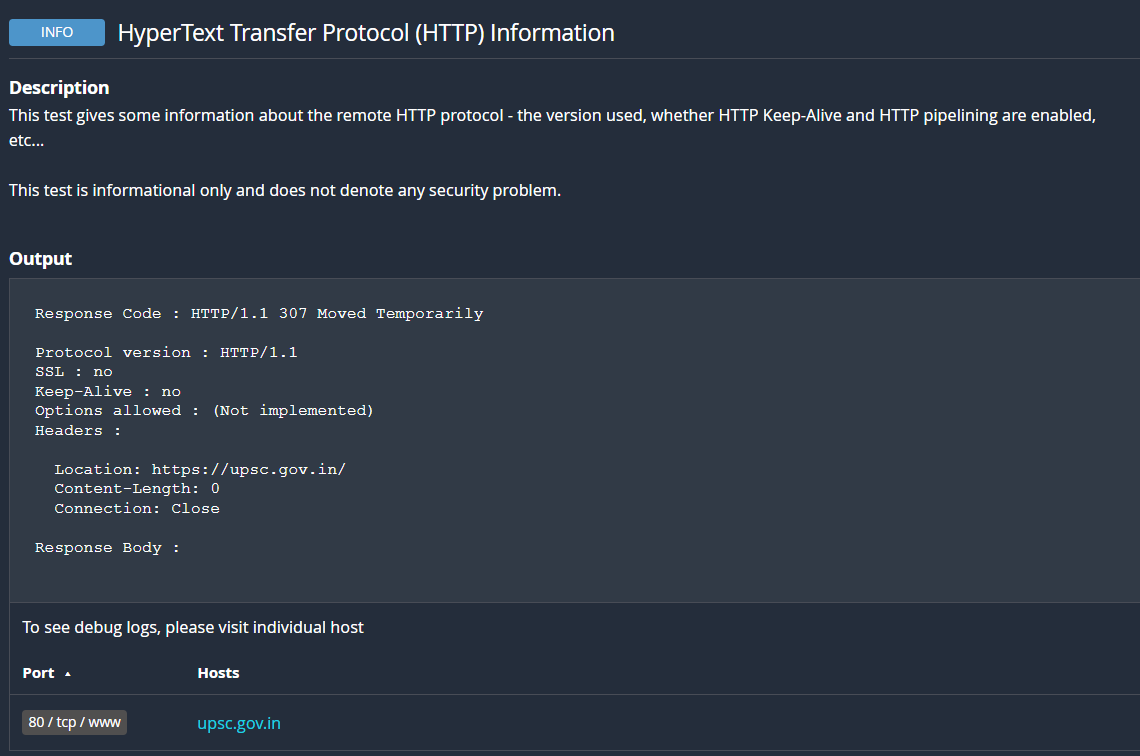 INFO HyperText Transfer Protocol (HTTP) Information
Description
This test gives some information about the remote HTTP protocol - the version used, whether HTTP Keep-Alive and HTTP pipelining are enabled,
etc...
This test is informational only and does not denote any security problem.
Output
Response Code : HTTP/1.1 307 Moved Temporarily
Protocol version : HTTP/1.1
SSL : no
Keep-Alive : no
Options allowed : (Not implemented)
Headers :
Location: https://upsc.gov.in/
Content-Length: 0
Connection: Close
Response Body :
To see debug logs, please visit individual host
Port ▲ Hosts
80 / tcp / www upsc.gov.in